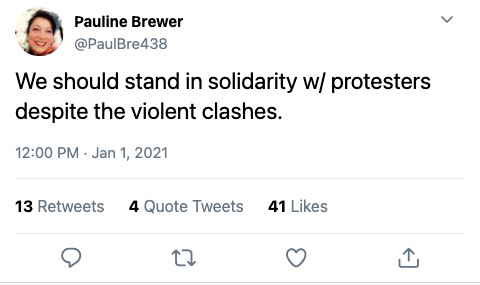 Pauline Brewer
@PaulBre438
We should stand in solidarity w/ protesters
despite the violent clashes.
12:00 PM · Jan 1, 2021
13 Retweets 4 Quote Tweets 41 Likes